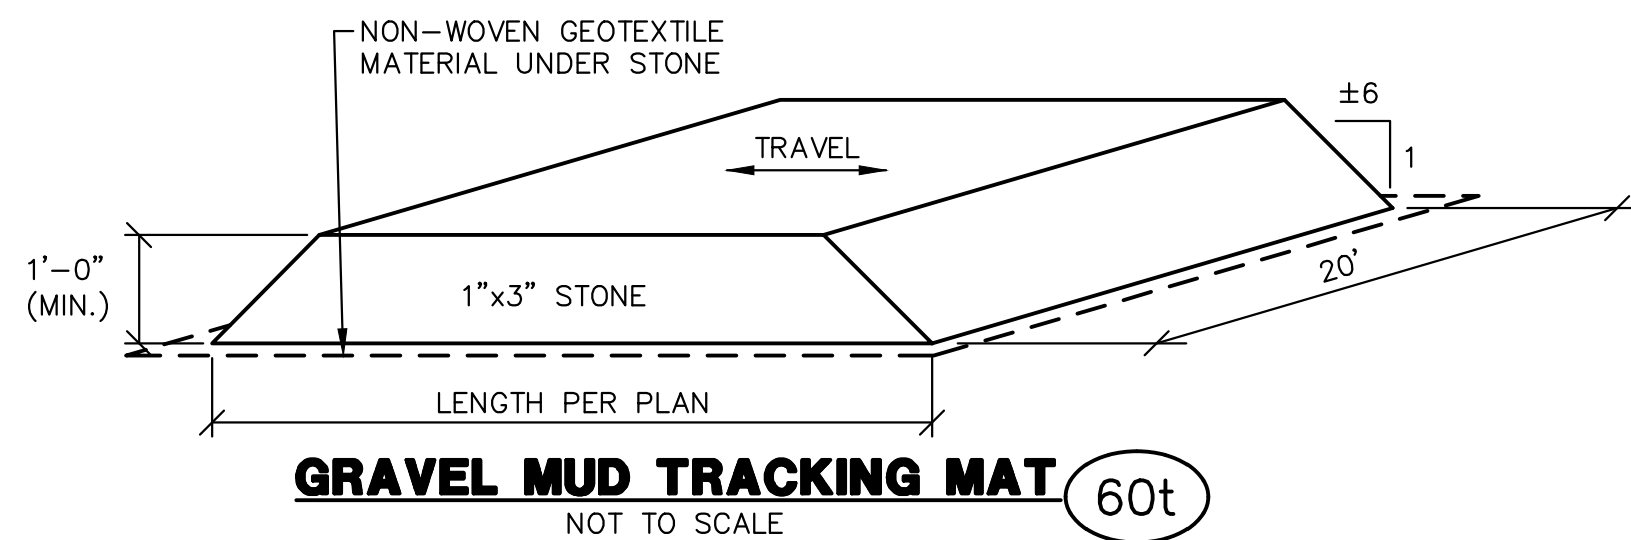 NON-WOVEN GEOTEXTILE
MATERIAL UNDER STONE
±6
1
TRAVEL
1'-0"
(MIN.)
1"x3" STONE
20'
LENGTH PER PLAN
GRAVEL MUD TRACKING MAT
60t
NOT TO SCALE